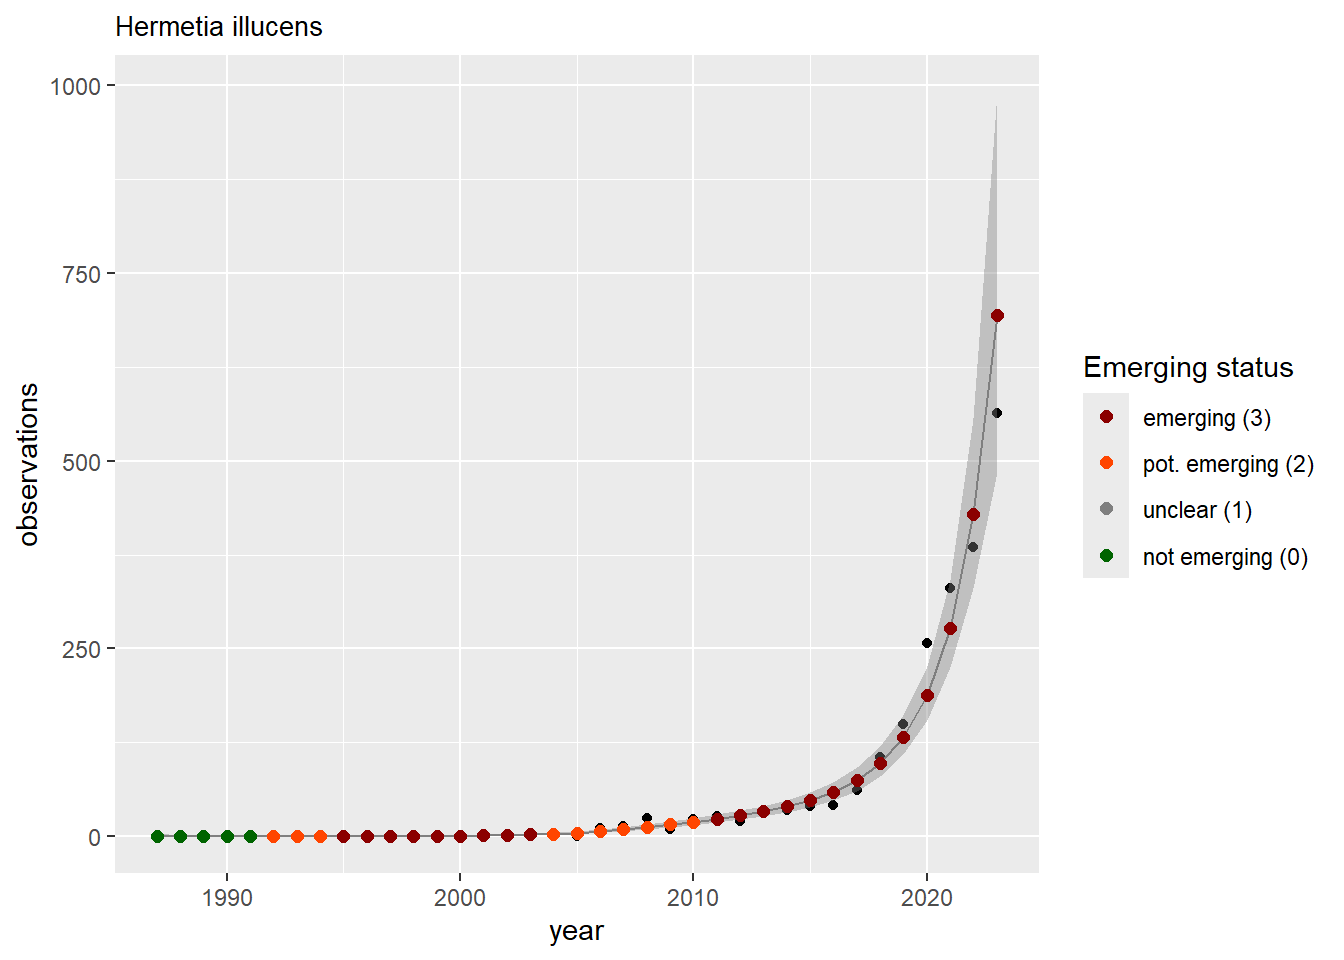 Hermetia illucens
1000
750
500
250
0
observations
1990
2000
2010
2020
year
Emerging status
emerging (3)
pot. emerging (2)
unclear (1)
not emerging (0)